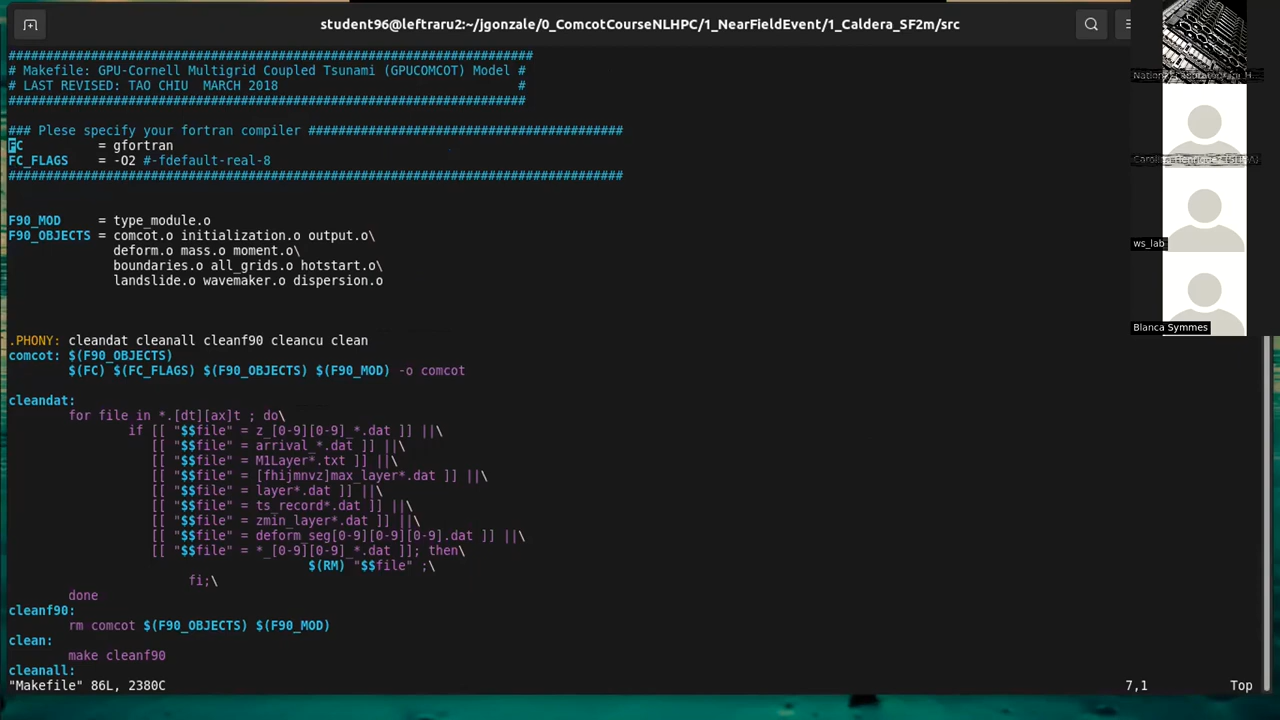 student96@leftraru2:~/jgonzale/0_ComcotCourseNLHPC/1_NearFieldEvent/1_Caldera_SF2m/src
######################################################################
# Makefile: GPU-Cornell Multigrid Coupled Tsunami (GPUCOMCOT) Model #
# LAST REVISED: TAO CHIU  MARCH 2018                                #
#####################################################################
### Plese specify your fortran compiler ##########################################
FC          = gfortran
FC_FLAGS    = -O2 #-fdefault-real-8
##################################################################################
F90_MOD     = type_module.o
F90_OBJECTS = comcot.o initialization.o output.o\
              deform.o mass.o moment.o\
              boundaries.o all_grids.o hotstart.o\
              landslide.o wavemaker.o dispersion.o
.PHONY: cleandat cleanall cleanf90 cleancu clean
comcot: $(F90_OBJECTS)
        $(FC) $(FC_FLAGS) $(F90_OBJECTS) $(F90_MOD) -o comcot
cleandat:
        for file in *.[dt][ax]t ; do\
                if [[ "$$file" = z_[0-9][0-9]_*.dat ]] ||\
                   [[ "$$file" = arrival_*.dat ]] ||\
                   [[ "$$file" = M1Layer*.txt ]] ||\
                   [[ "$$file" = [fhijmnvz]max_layer*.dat ]] ||\
                   [[ "$$file" = layer*.dat ]] ||\
                   [[ "$$file" = ts_record*.dat ]] ||\
                   [[ "$$file" = zmin_layer*.dat ]] ||\
                   [[ "$$file" = deform_seg[0-9][0-9][0-9].dat ]] ||\
                   [[ "$$file" = *_[0-9][0-9]_*.dat ]]; then\
                                        $(RM) "$$file" ;\
                        fi;\
        done
cleanf90:
        rm comcot $(F90_OBJECTS) $(F90_MOD)
clean:
        make cleanf90
cleanall:
"Makefile" 86L, 2380C                    7,1           Top
ws_lab
Blanca Symmes